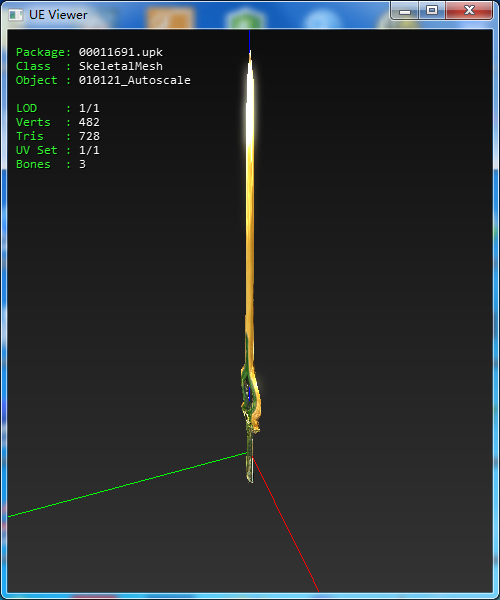 UE Viewer
Package: 00011691.upk
Class : SkeletalMesh
Object : 010121_Autoscale
LOD : 1/1
Verts : 482
Tris : 728
UV Set : 1/1
Bones : 3